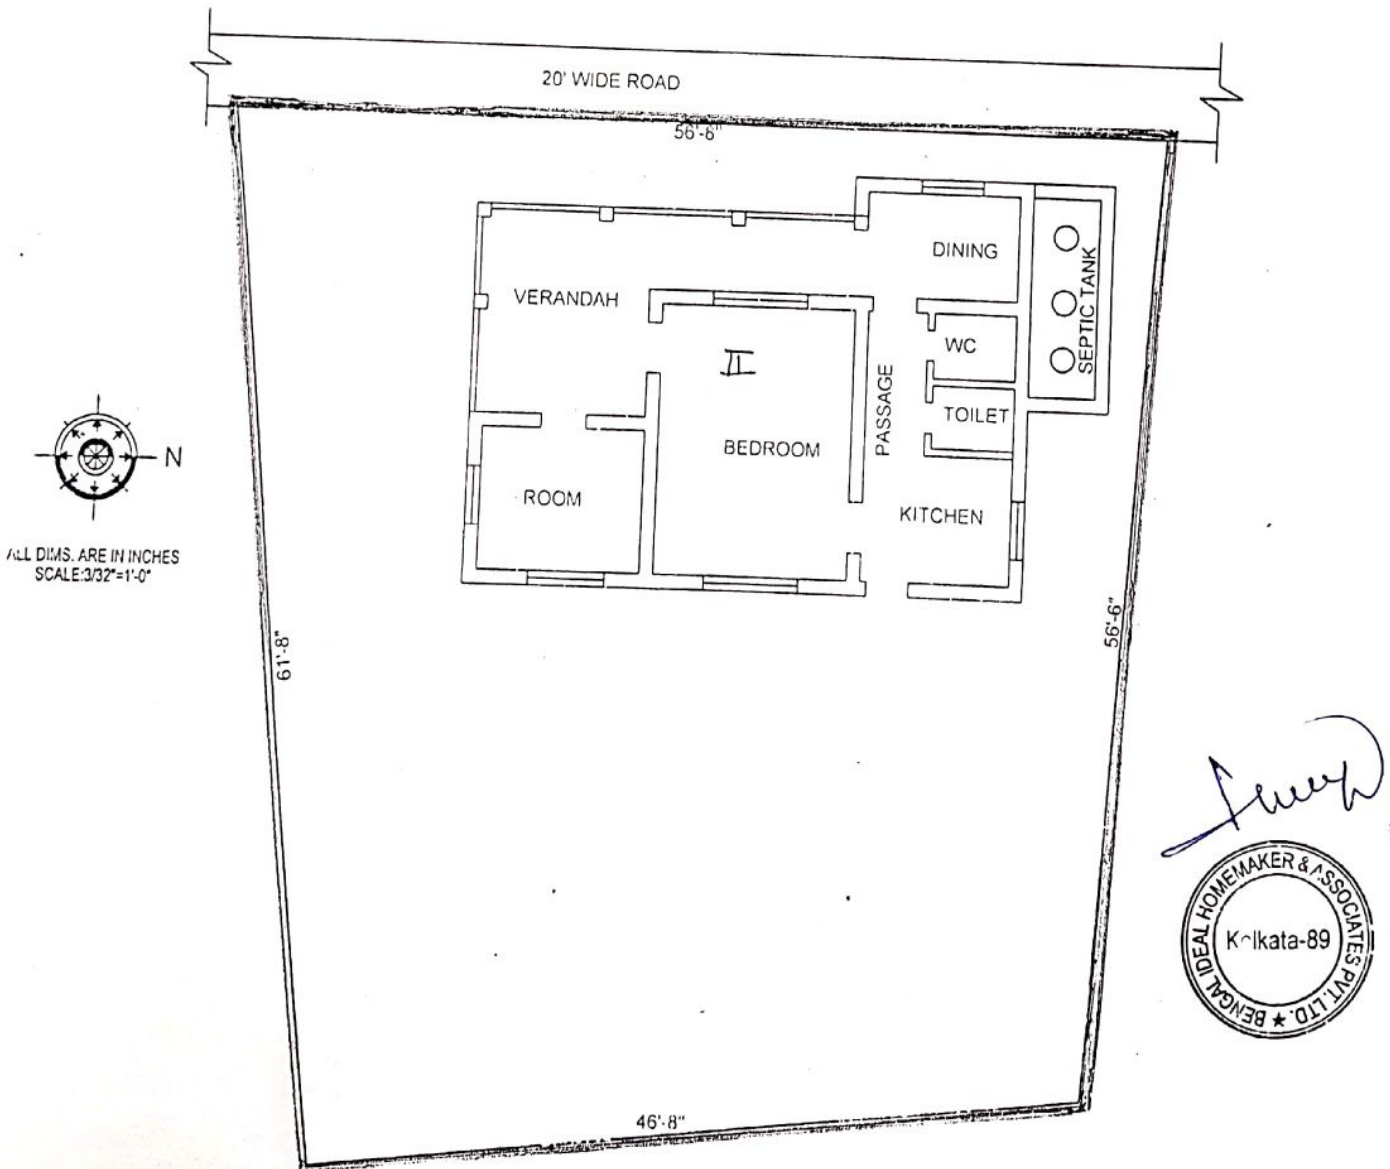 20' WIDE ROAD
56'-8"
DINING
SEPTIC TANK
VERANDAH
WC
II
PASSAGE
TOILET
BEDROOM
N
ROOM
KITCHEN
ALL DIMS. ARE IN INCHES
SCALE:3/32"=1'-0"
61'-8"
56'-6"
BENGAL IDEAL HOMEMAKER & ASSOCIATES PVT. LTD. ★
Kolkata-89
46'-8"